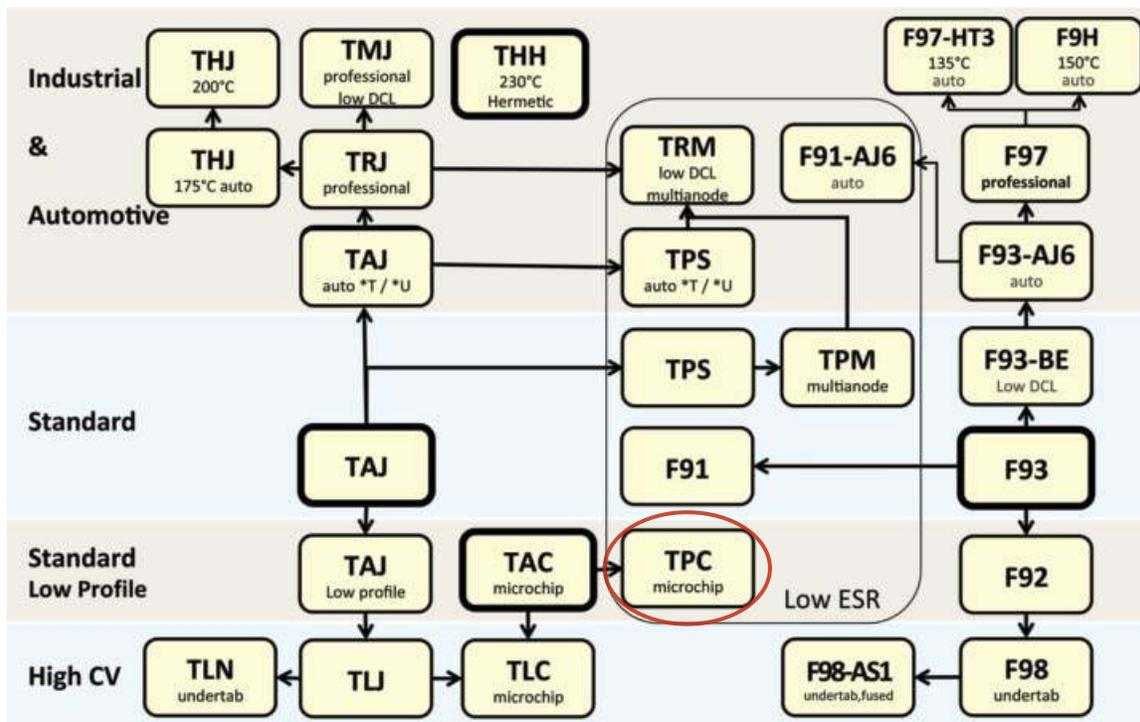 Industrial
&
Automotive
THJ
200°C
TMJ
professional
low DCL
THH
230°C
Hermetic
F97-HT3
135°C
auto
F9H
150°C
auto
THJ
175°C auto
TRJ
professional
TRM
low DCL
multianode
F91-AJ6
auto
F97
professional
TAJ
auto *T / *U
TPS
auto *T / *U
F93-AJ6
auto
Standard
TPS
TPM
multianode
F93-BE
Low DCL
TAJ
F91
F93
Standard
Low Profile
TAJ
Low profile
TAC
microchip
TPC
microchip
Low ESR
F92
High CV
TLN
undertab
TLJ
TLC
microchip
F98-AS1
undertab,fused
F98
undertab